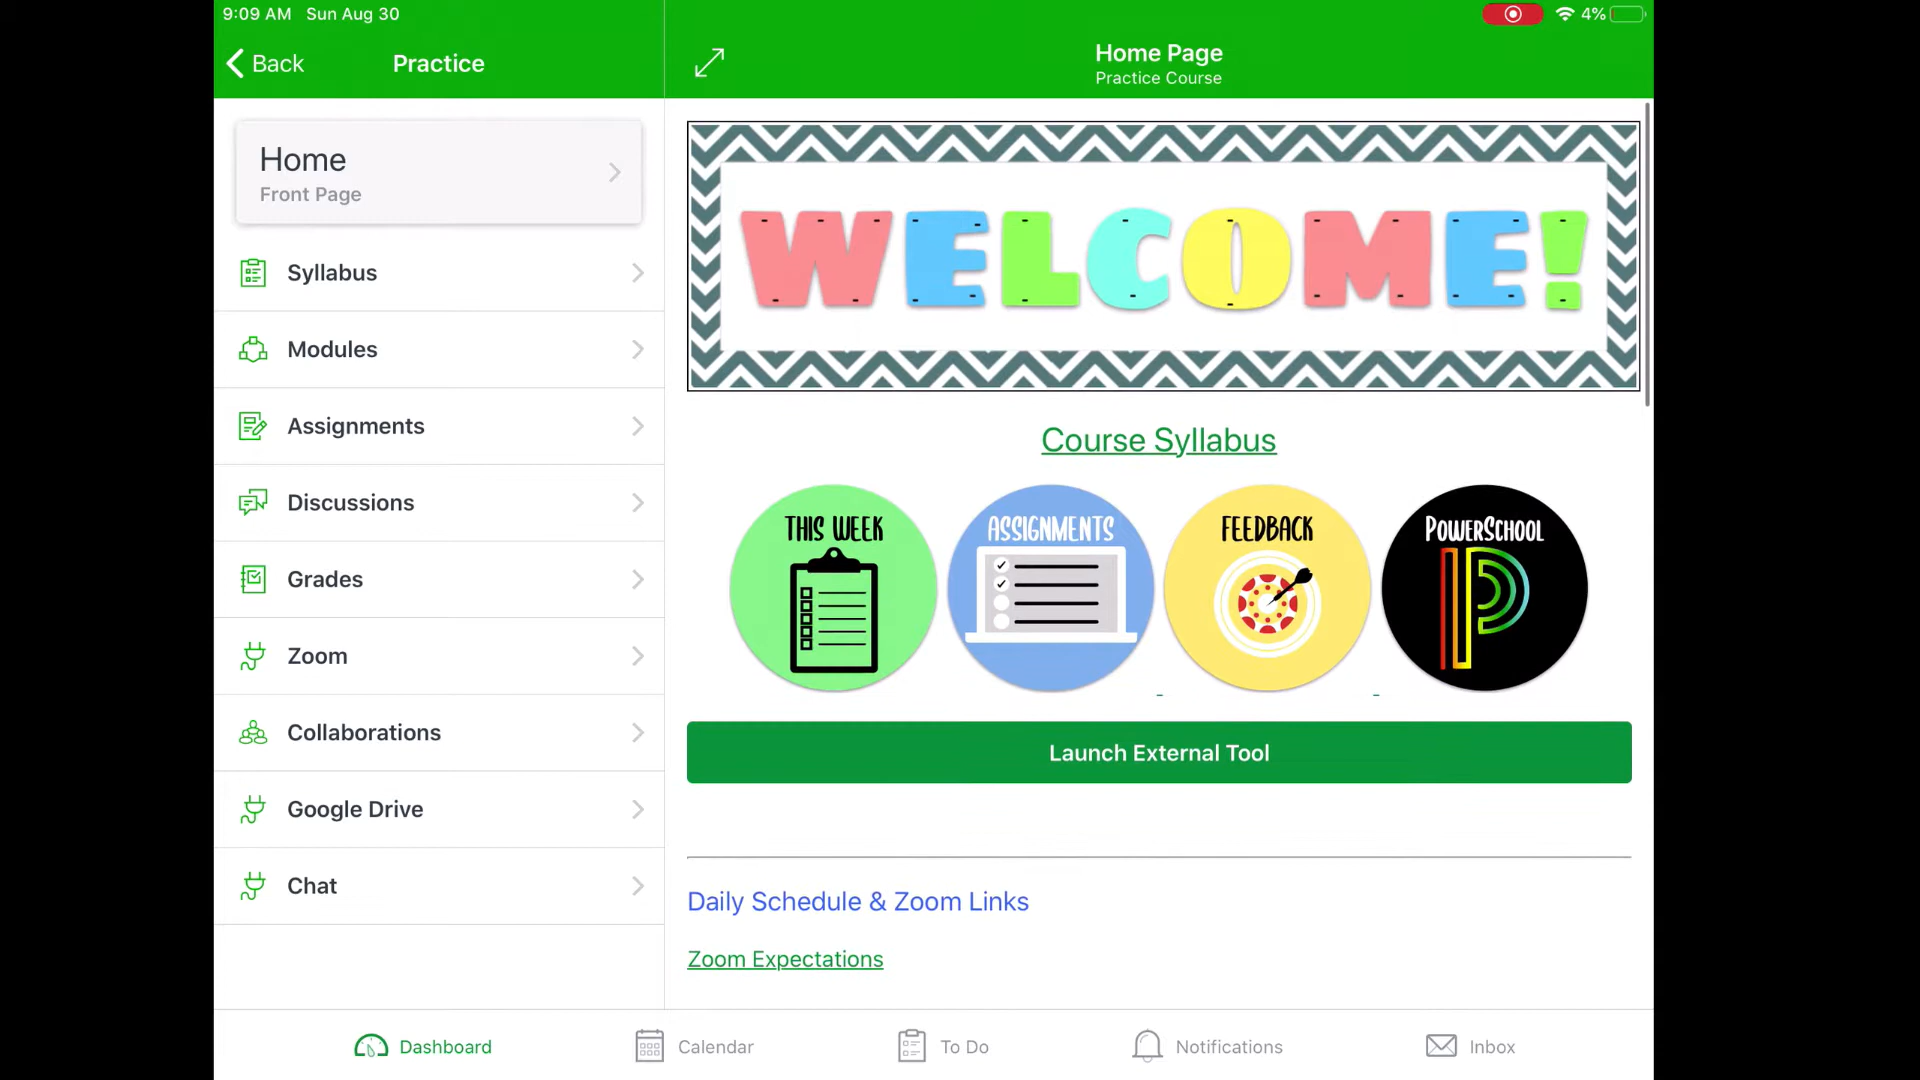 9:09 AM Sun Aug 30
4%
Back
Practice
Home Page
Practice Course
Home
Front Page
Syllabus
Modules
Assignments
Discussions
Grades
Zoom
Collaborations
Google Drive
Chat
WELCOME!
Course Syllabus
THIS WEEK
ASSIGNMENTS
FEEDBACK
POWERSCHOOL
Launch External Tool
Daily Schedule & Zoom Links
Zoom Expectations
Dashboard
Calendar
To Do
Notifications
Inbox